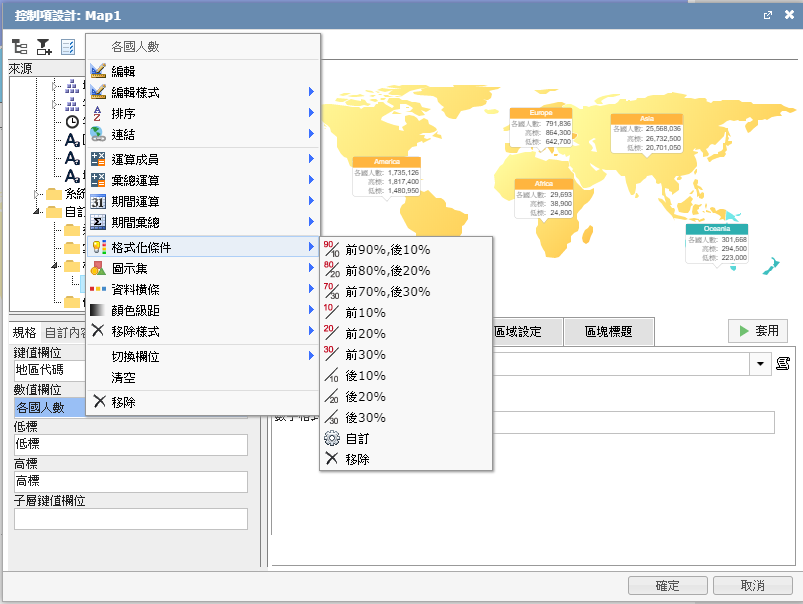 控制項設計: Map1
來源
系統
自訂
規格
自訂內容
鍵值欄位
地區代碼
數值欄位
各國人數
低標
低標
高標
高標
子層鍵值欄位
各國人數
編輯
編輯樣式
排序
連結
運算成員
彙總運算
期間運算
期間彙總
格式化條件
圖示集
資料橫條
顏色級距
移除樣式
切換欄位
清空
移除
前90%,後10%
前80%,後20%
前70%,後30%
前10%
前20%
前30%
後10%
後20%
後30%
自訂
移除
America
各國人數: 1,735,126
高標: 1,817,400
低標: 1,480,950
Europe
各國人數: 791,836
高標: 864,300
低標: 642,700
Asia
各國人數: 25,568,036
高標: 26,732,500
低標: 20,701,050
Africa
各國人數: 29,693
高標: 38,900
低標: 24,800
Oceania
各國人數: 301,668
高標: 294,500
低標: 223,000
區域設定
區塊標題
套用
確定
取消